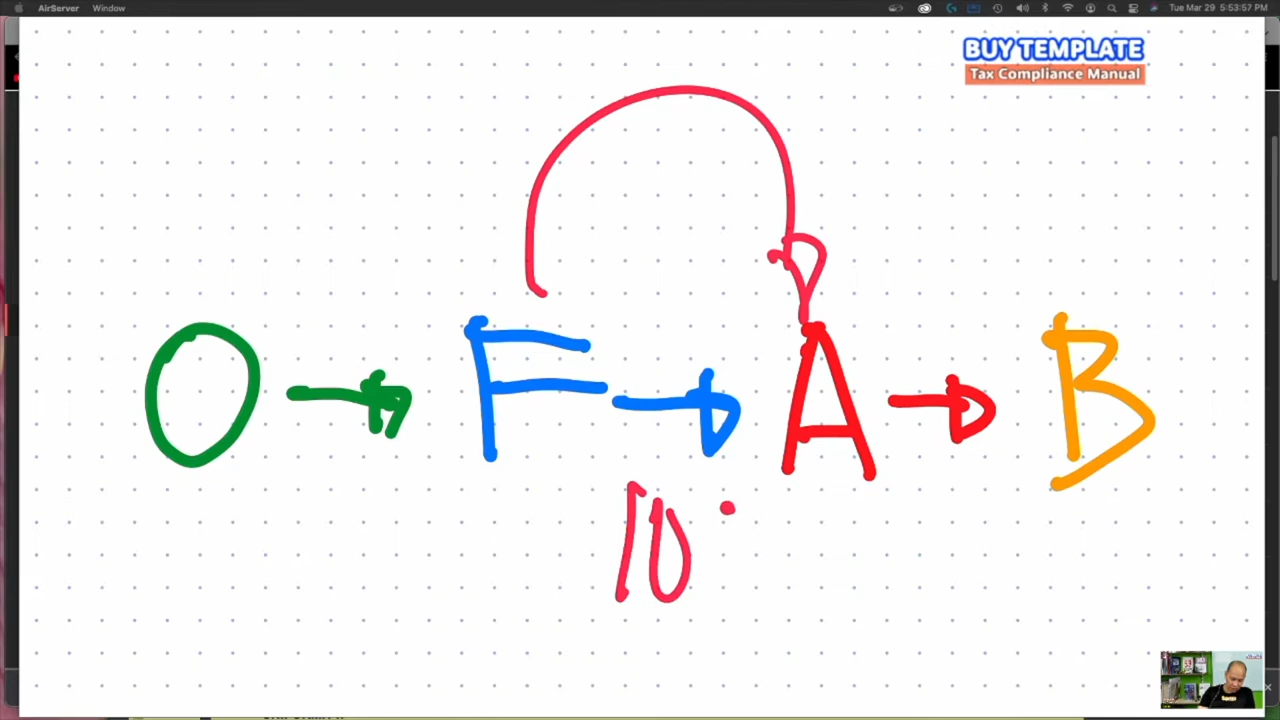 AirServer Window Tue Mar 29 5:53:57 PM
BUY TEMPLATE
Tax Compliance Manual
O → F → A → B
10